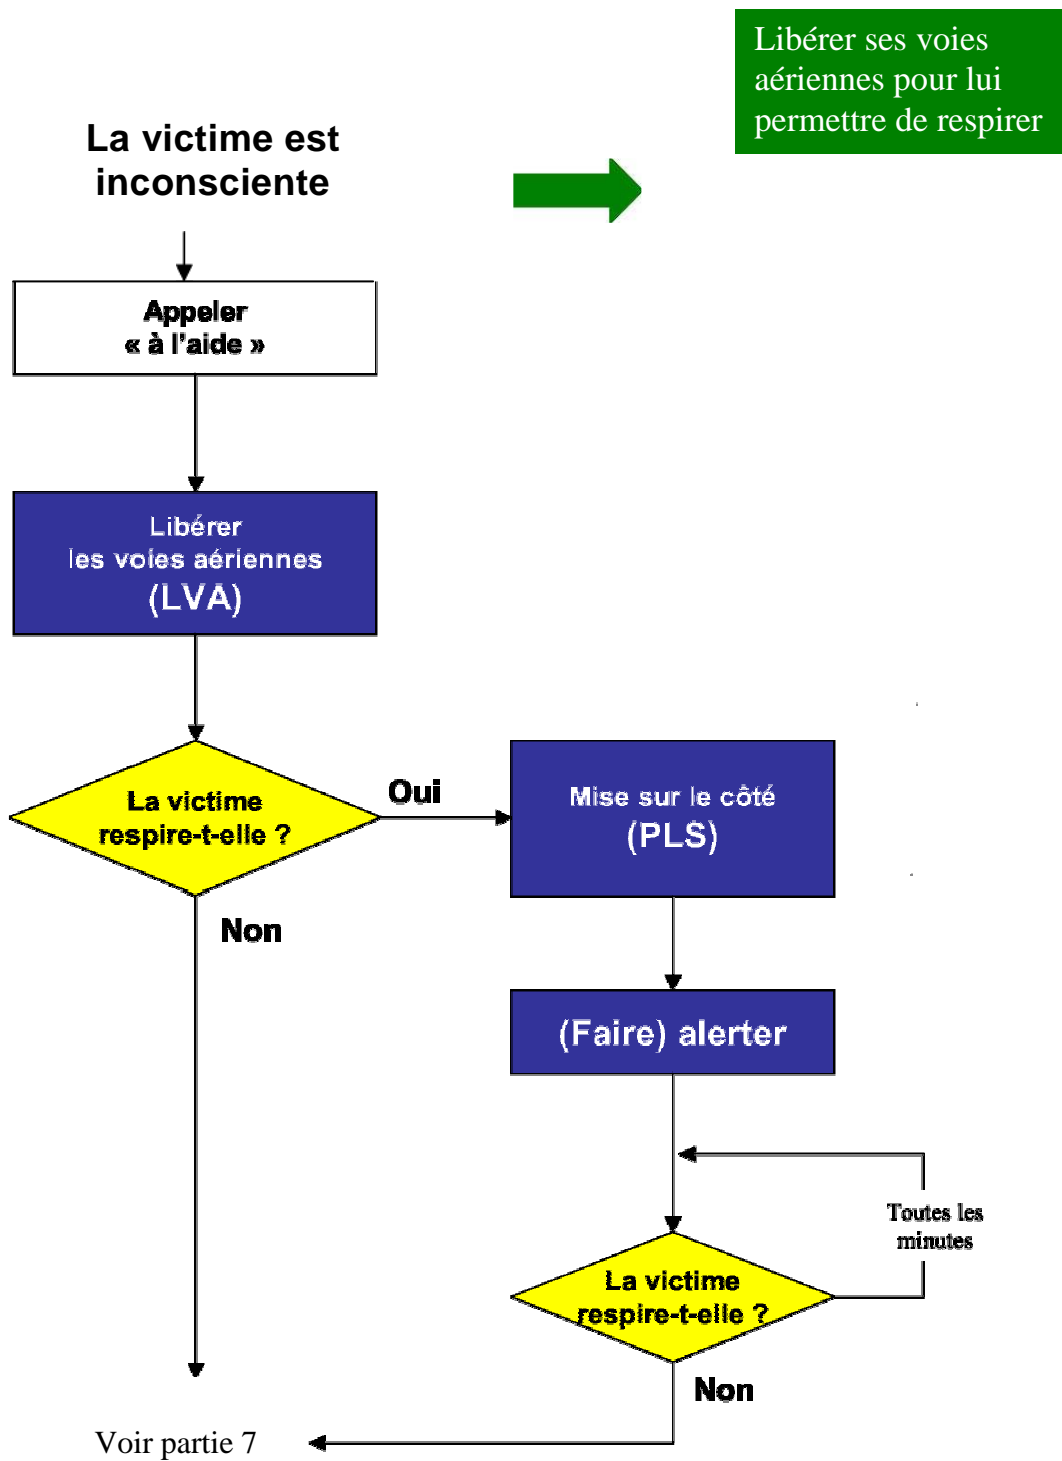 Libérer ses voies
aériennes pour lui
permettre de respirer
La victime est
inconsciente
Appeler
« à l'aide »
Libérer
les voies aériennes
(LVA)
La victime
respire-t-elle ?
Oui
Mise sur le côté
(PLS)
Non
(Faire) alerter
Toutes les
minutes
La victime
respire-t-elle ?
Non
Voir partie 7